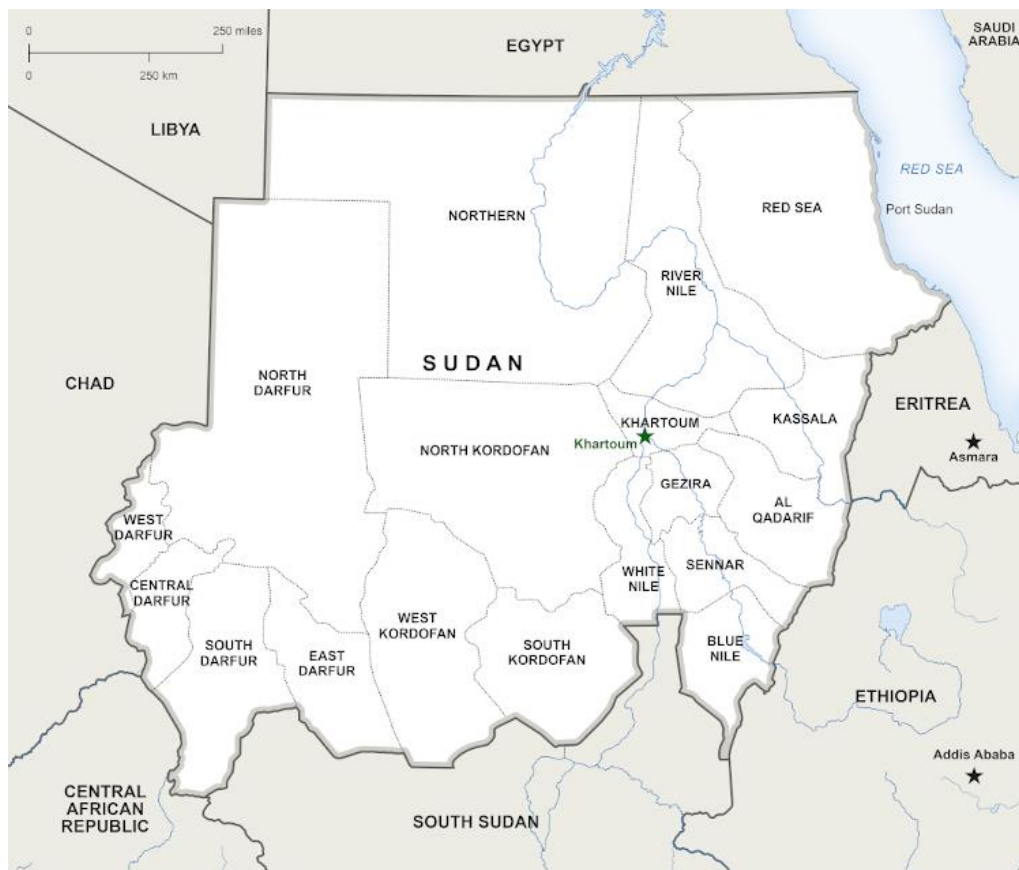 0 250 miles
0 250 km
EGYPT
SAUDI
ARABIA
LIBYA
RED SEA
NORTHERN
RED SEA
Port Sudan
RIVER
NILE
SUDAN
CHAD
NORTH
DARFUR
ERITREA
KHARTOUM
KASSALA
Khartoum
NORTH KORDOFAN
Asmara
GEZIRA
AL
QADARIF
WEST
DARFUR
SENNAR
WHITE
NILE
CENTRAL
DARFUR
WEST
KORDOFAN
SOUTH
DARFUR
EAST
DARFUR
SOUTH
KORDOFAN
BLUE
NILE
ETHIOPIA
Addis Ababa
CENTRAL
AFRICAN
REPUBLIC
SOUTH SUDAN